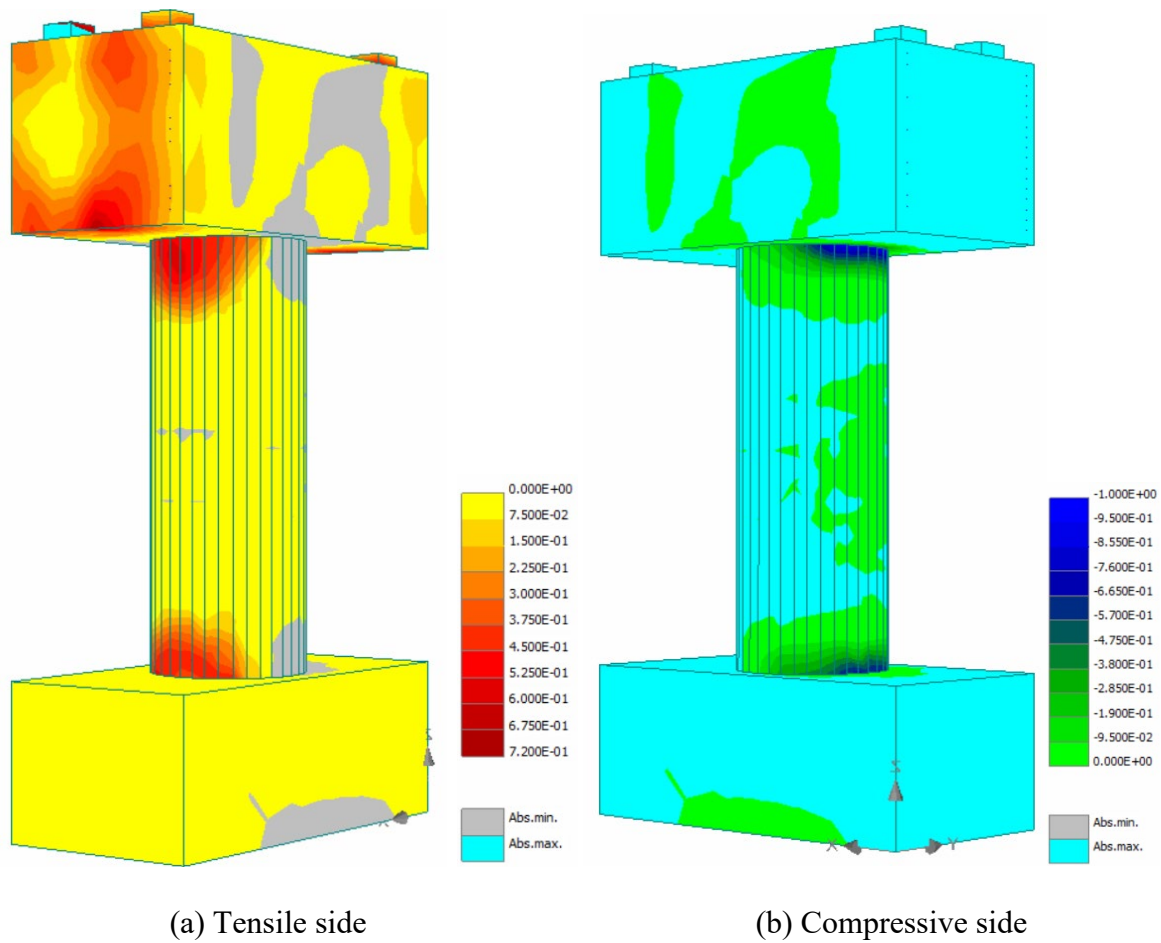 0.000E+00
7.500E-02
1.500E-01
2.250E-01
3.000E-01
3.750E-01
4.500E-01
5.250E-01
6.000E-01
6.750E-01
7.200E-01
Abs.min.
Abs.max.
-1.000E+00
-9.500E-01
-8.550E-01
-7.600E-01
-6.650E-01
-5.700E-01
-4.750E-01
-3.800E-01
-2.850E-01
-1.900E-01
-9.500E-02
0.000E+00
Abs.min.
Abs.max.
Z
X
Z
X
Y
(a) Tensile side
(b) Compressive side